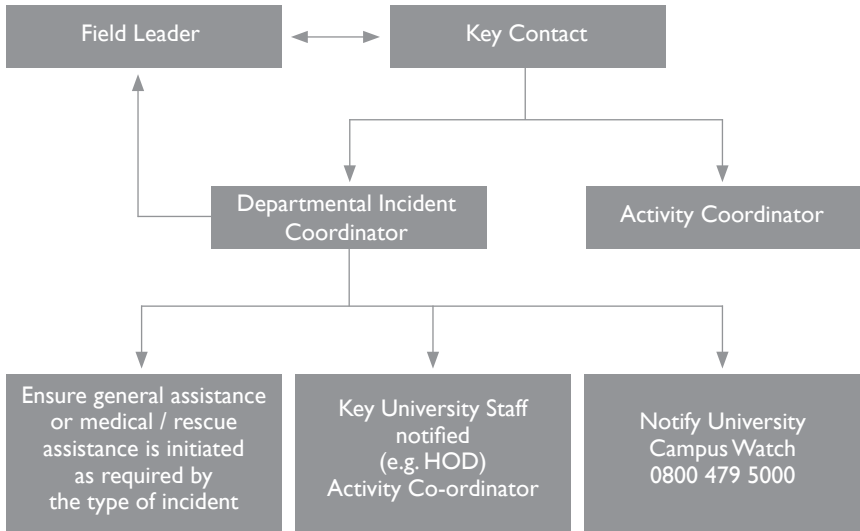 Field Leader
Key Contact
Departmental Incident
Coordinator
Activity Coordinator
Ensure general assistance
or medical / rescue
assistance is initiated
as required by
the type of incident
Key University Staff
notified
(e.g. HOD)
Activity Co-ordinator
Notify University
Campus Watch
0800 479 5000